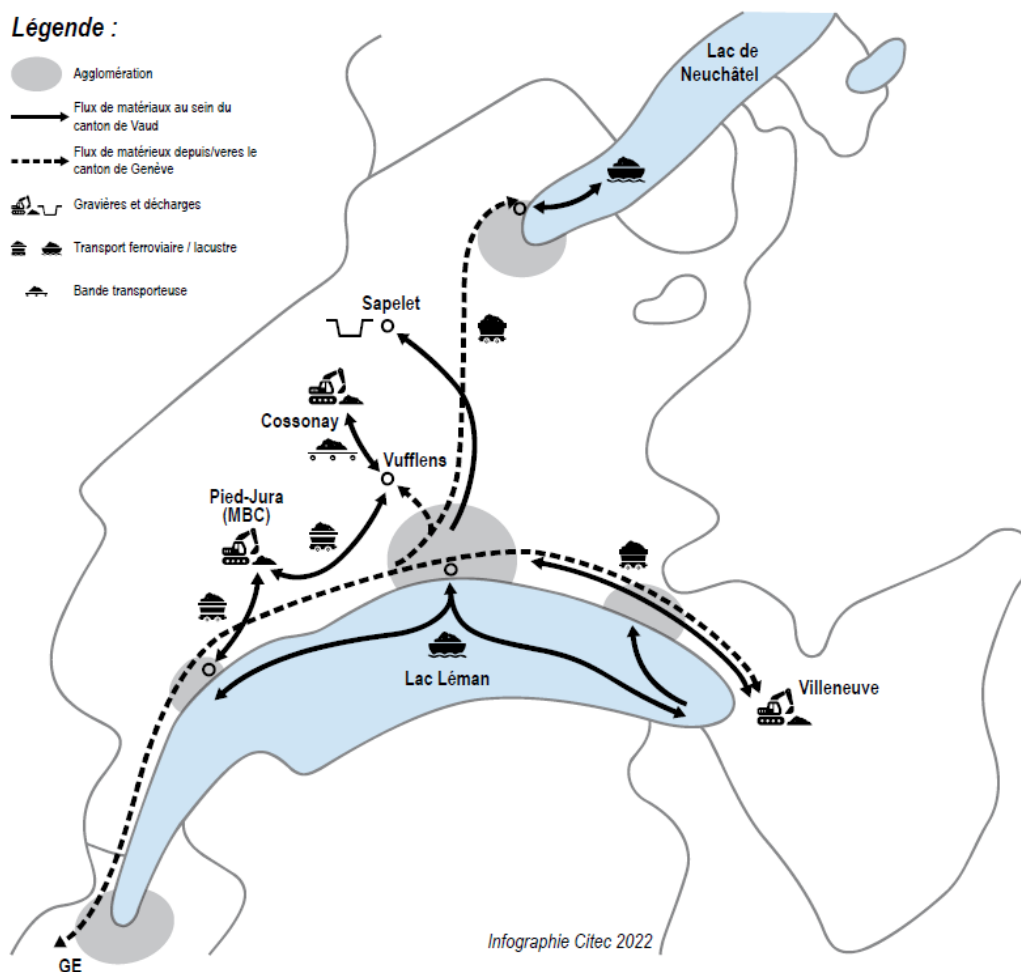 Légende :
Agglomération
Flux de matériaux au sein du
canton de Vaud
Flux de matérieux depuis/veres le
canton de Genève
Gravières et décharges
Transport ferroviaire / lacustre
Bande transporteuse
Lac de
Neuchâtel
Sapelet
Cossonay
Vufflens
Pied-Jura
(MBC)
Lac Léman
Villeneuve
Infographie Citec 2022
GE